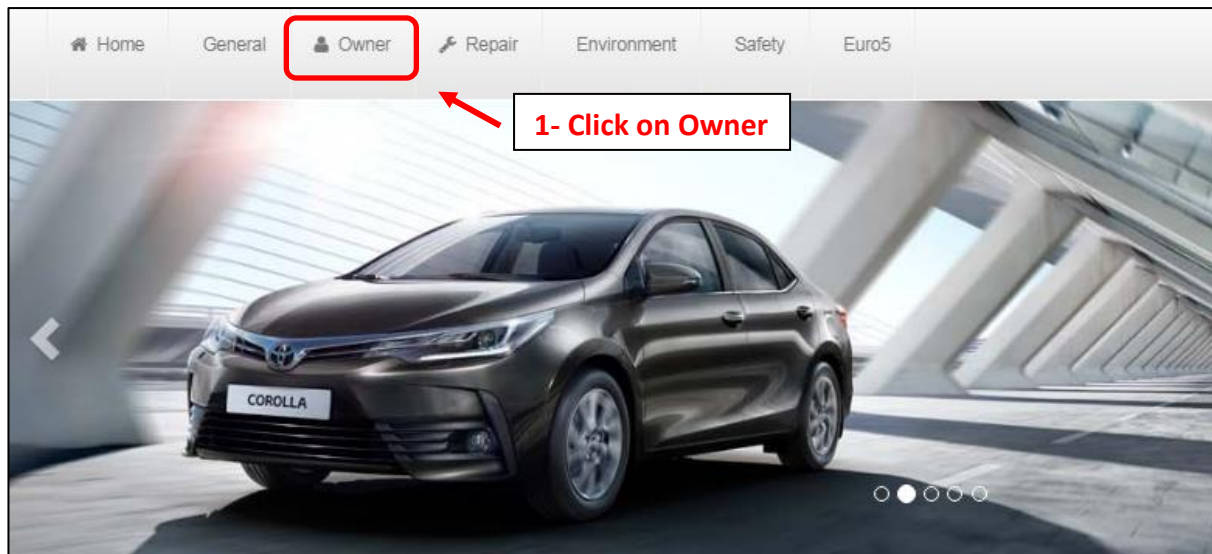 Home General Owner Repair Environment Safety Euro5
1- Click on Owner
COROLLA